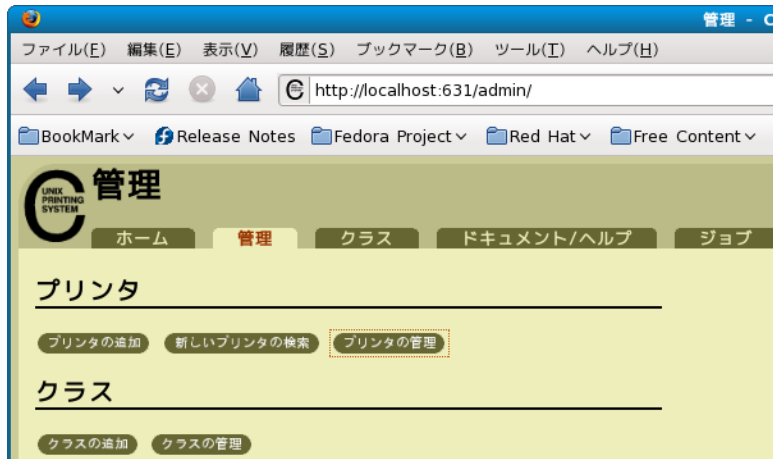 管理 - C
ファイル(F) 編集(E) 表示(V) 履歴(S) ブックマーク(B) ツール(T) ヘルプ(H)
http://localhost:631/admin/
BookMark Release Notes Fedora Project Red Hat Free Content
UNIX
PRINTING
SYSTEM
管理
ホーム 管理 クラス ドキュメント/ヘルプ ジョブ
プリンタ
プリンタの追加 新しいプリンタの検索 プリンタの管理
クラス
クラスの追加 クラスの管理